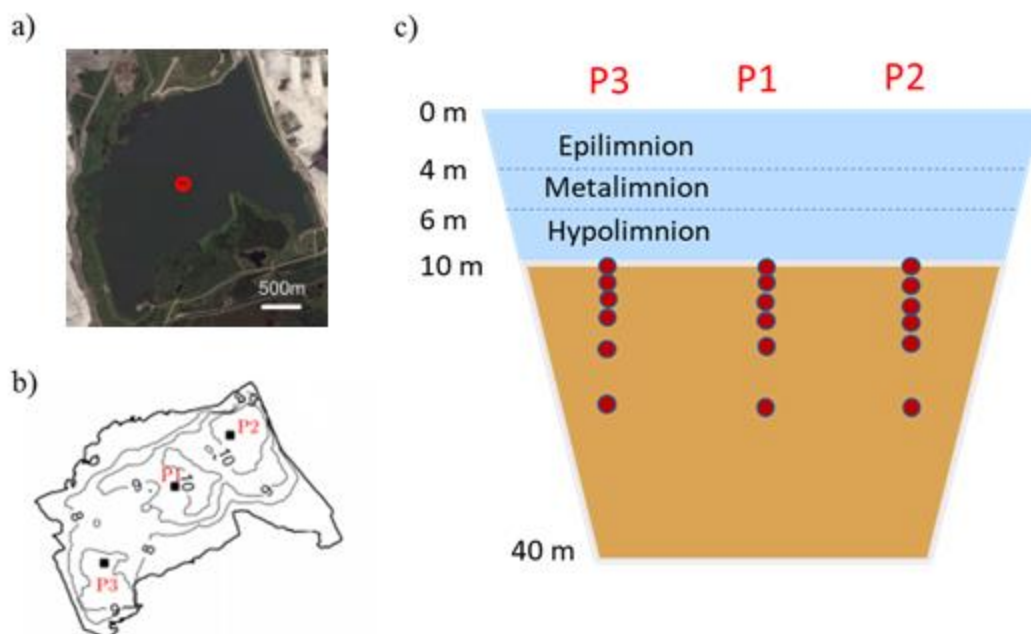 a)
500m
b)
P2
10
P1
10
9
9
8
8
P3
9
c)
P3 P1 P2
0 m
Epilimnion
4 m
Metalimnion
6 m
Hypolimnion
10 m
40 m